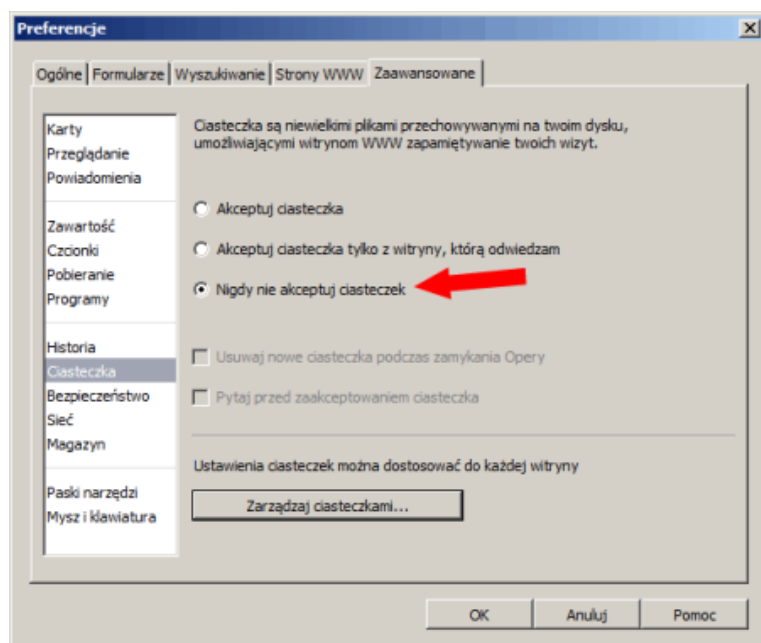 Preferencje
Ogólne Formularze Wyszukiwanie Strony WWW Zaawansowane
Karty
Przeglądanie
Powiadomienia
Zawartość
Czcionki
Pobieranie
Programy
Historia
Ciasteczka
Bezpieczeństwo
Sieć
Magazyn
Paski narzędzi
Mysz i klawiatura
Ciasteczka są niewielkimi plikami przechowywanymi na twoim dysku,
umożliwiającymi witrynom WWW zapamiętywanie twoich wizyt.
Akceptuj ciasteczka
Akceptuj ciasteczka tylko z witryny, którą odwiedzam
Nigdy nie akceptuj ciasteczek
Usuwaj nowe ciasteczka podczas zamykania Opery
Pytaj przed zaakceptowaniem ciasteczka
Ustawienia ciasteczek można dostosować do każdej witryny
Zarządzaj ciasteczkami...
OK Anuluj Pomoc